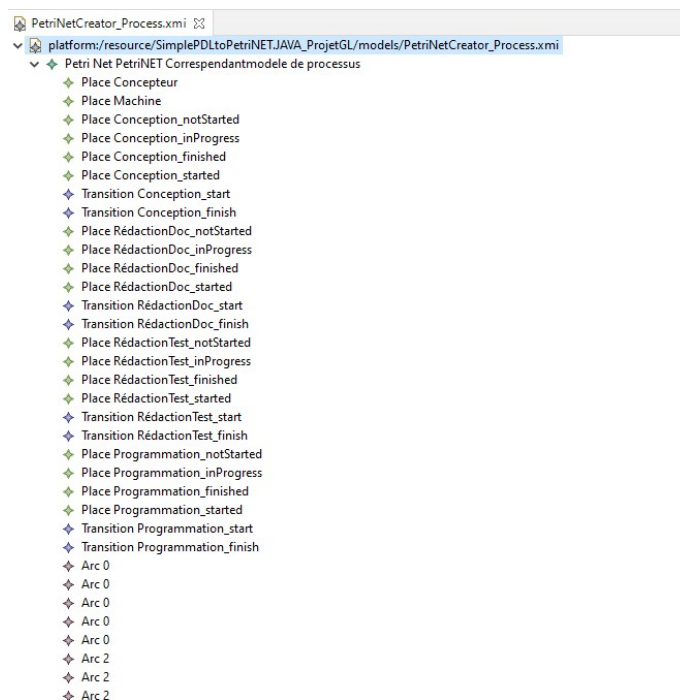 PetriNetCreator_Process.xmi
platform:/resource/SimplePDLtoPetriNET.JAVA_ProjetGL/models/PetriNetCreator_Process.xmi
Petri Net PetriNET Correspendantmodele de processus
Place Concepteur
Place Machine
Place Conception_notStarted
Place Conception_inProgress
Place Conception_finished
Place Conception_started
Transition Conception_start
Transition Conception_finish
Place RédactionDoc_notStarted
Place RédactionDoc_inProgress
Place RédactionDoc_finished
Place RédactionDoc_started
Transition RédactionDoc_start
Transition RédactionDoc_finish
Place RédactionTest_notStarted
Place RédactionTest_inProgress
Place RédactionTest_finished
Place RédactionTest_started
Transition RédactionTest_start
Transition RédactionTest_finish
Place Programmation_notStarted
Place Programmation_inProgress
Place Programmation_finished
Place Programmation_started
Transition Programmation_start
Transition Programmation_finish
Arc 0
Arc 0
Arc 0
Arc 0
Arc 0
Arc 2
Arc 2
Arc 2